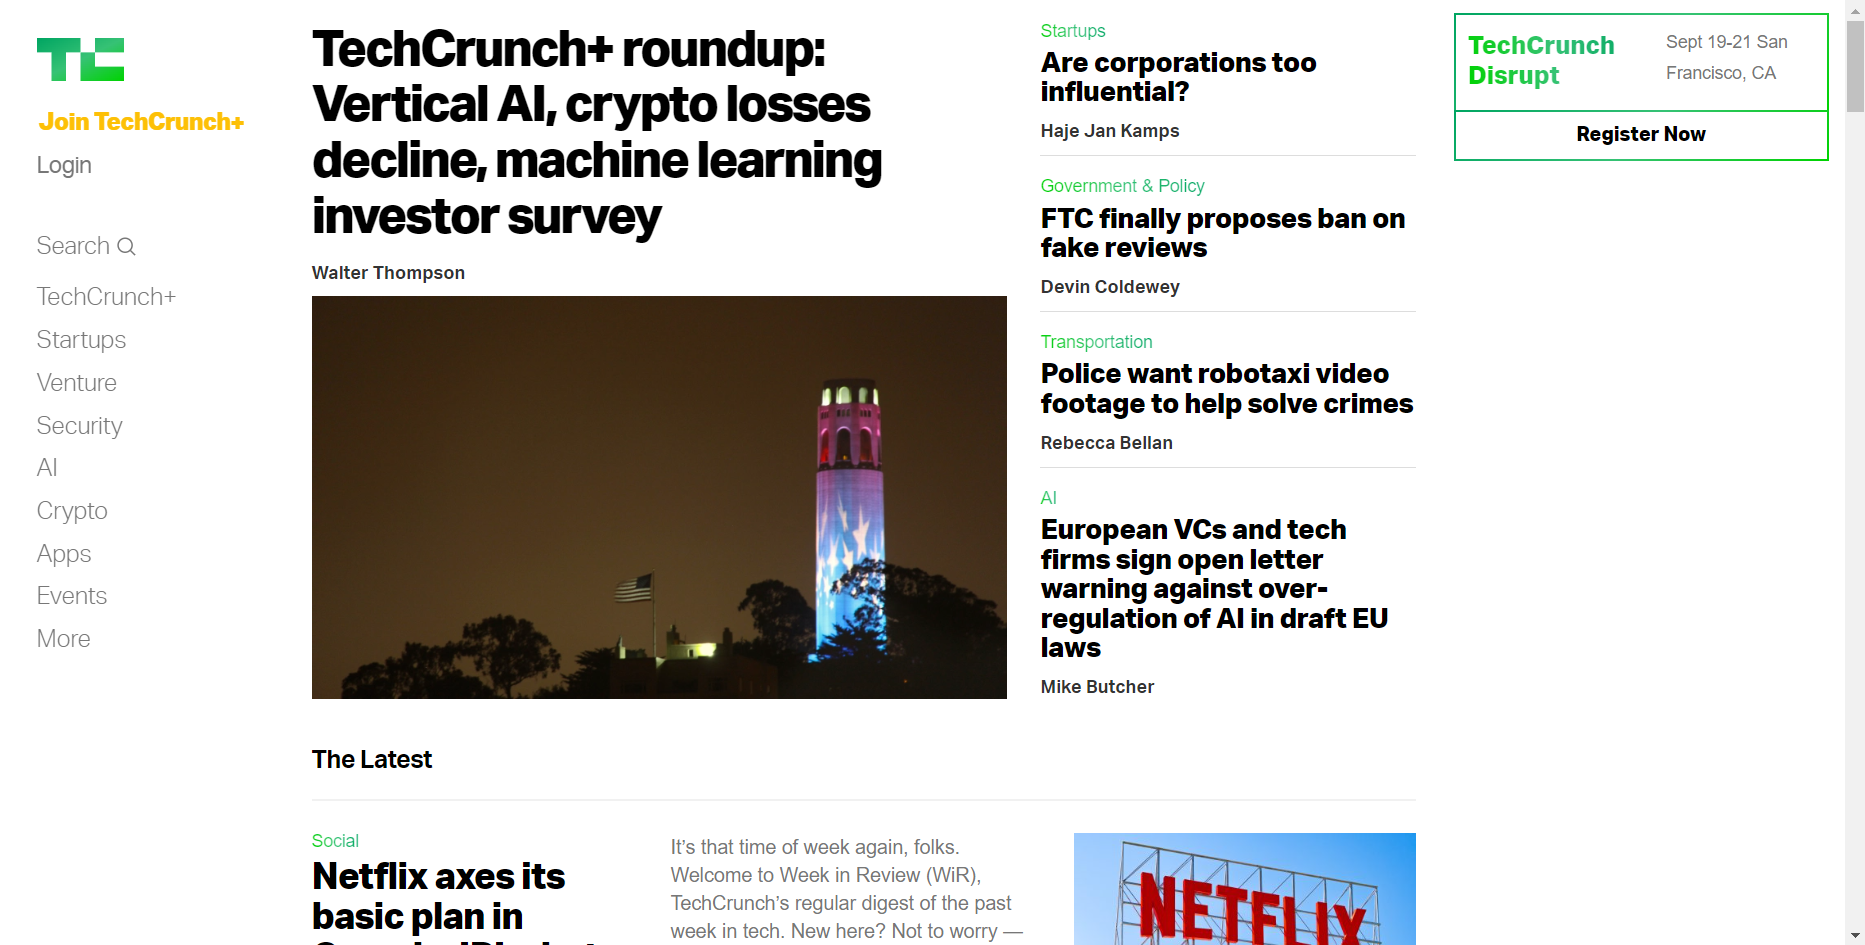 TC
Join TechCrunch+
Login
Search
TechCrunch+
Startups
Venture
Security
AI
Crypto
Apps
Events
More
TechCrunch+ roundup:
Vertical AI, crypto losses
decline, machine learning
investor survey
Walter Thompson
Startups
Are corporations too
influential?
Haje Jan Kamps
Government & Policy
FTC finally proposes ban on
fake reviews
Devin Coldewey
Transportation
Police want robotaxi video
footage to help solve crimes
Rebecca Bellan
AI
European VCs and tech
firms sign open letter
warning against over-
regulation of AI in draft EU
laws
Mike Butcher
TechCrunch
Disrupt
Sept 19-21 San
Francisco, CA
Register Now
The Latest
Social
Netflix axes its
basic plan in
It's that time of week again, folks.
Welcome to Week in Review (WiR),
TechCrunch's regular digest of the past
week in tech. New here? Not to worry —
NETFLIX